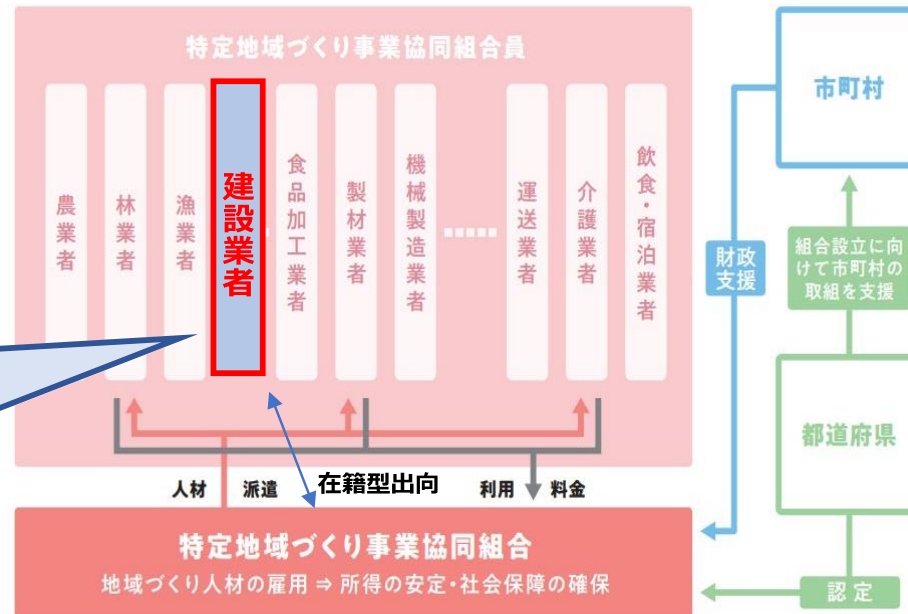 特定地域づくり事業協同組合員
農業者
林業者
漁業者
建設業者
食品加工業者
製材業者
機械製造業者
運送業者
介護業者
飲食・宿泊業者
市町村
財政
支援
組合設立に向
けて市町村の
取組を支援
都道府県
人材 派遣
在籍型出向
利用 料金
特定地域づくり事業協同組合
地域づくり人材の雇用 ⇒ 所得の安定・社会保障の確保
認定